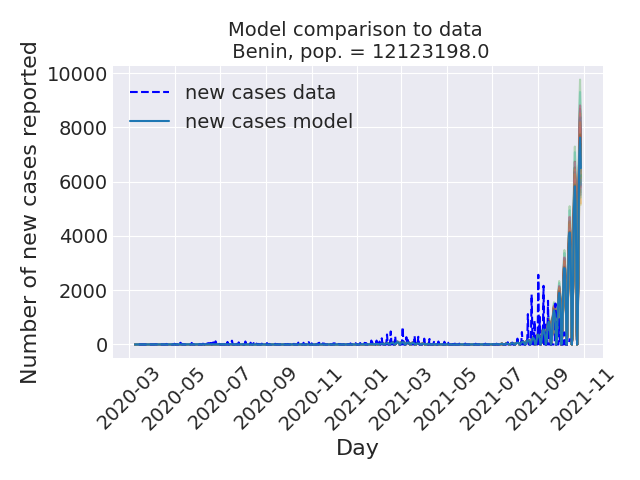 Model comparison to data
Benin, pop. = 12123198.0
Number of new cases reported
10000
8000
6000
4000
2000
0
new cases data
new cases model
2020-03
2020-05
2020-07
2020-09
2020-11
2021-01
2021-03
2021-05
2021-07
2021-09
2021-11
Day